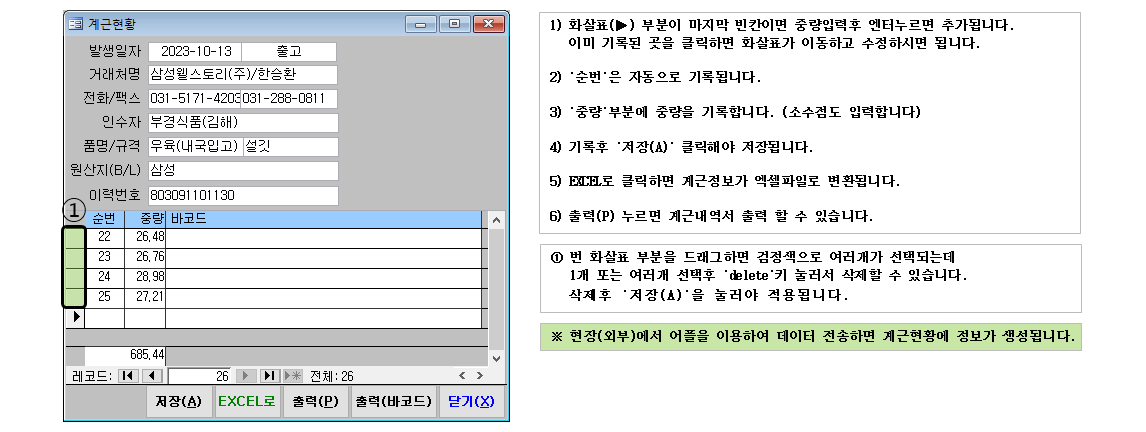 계근현황
발생일자 2023-10-13 출고
거래처명 삼성웰스토리(주)/한승환
전화/팩스 031-5171-4203 031-288-0811
인수자 부경식품(김해)
품명/규격 우육(내국입고) 설깃
원산지(B/L) 삼성
이력번호 803091101130
①
순번 중량 바코드
22 26,48
23 26,76
24 28,98
25 27,21
685,44
레코드: 26 전체: 26
저장(A) EXCEL로 출력(P) 출력(바코드) 닫기(X)
1) 화살표(▶) 부분이 마지막 빈칸이면 중량입력후 엔터누르면 추가됩니다.
이미 기록된 곳을 클릭하면 화살표가 이동하고 수정하시면 됩니다.
2) '순번'은 자동으로 기록됩니다.
3) '중량'부분에 중량을 기록합니다. (소수점도 입력합니다)
4) 기록후 '저장(A)' 클릭해야 저장됩니다.
5) EXCEL로 클릭하면 계근정보가 엑셀파일로 변환됩니다.
6) 출력(P) 누르면 계근내역서 출력 할 수 있습니다.
① 번 화살표 부분을 드래그하면 검정색으로 여러개가 선택되는데
1개 또는 여러개 선택후 'delete'키 눌러서 삭제할 수 있습니다.
삭제후 '저장(A)'을 눌러야 적용됩니다.
※ 현장(외부)에서 어플을 이용하여 데이터 전송하면 계근현황에 정보가 생성됩니다.